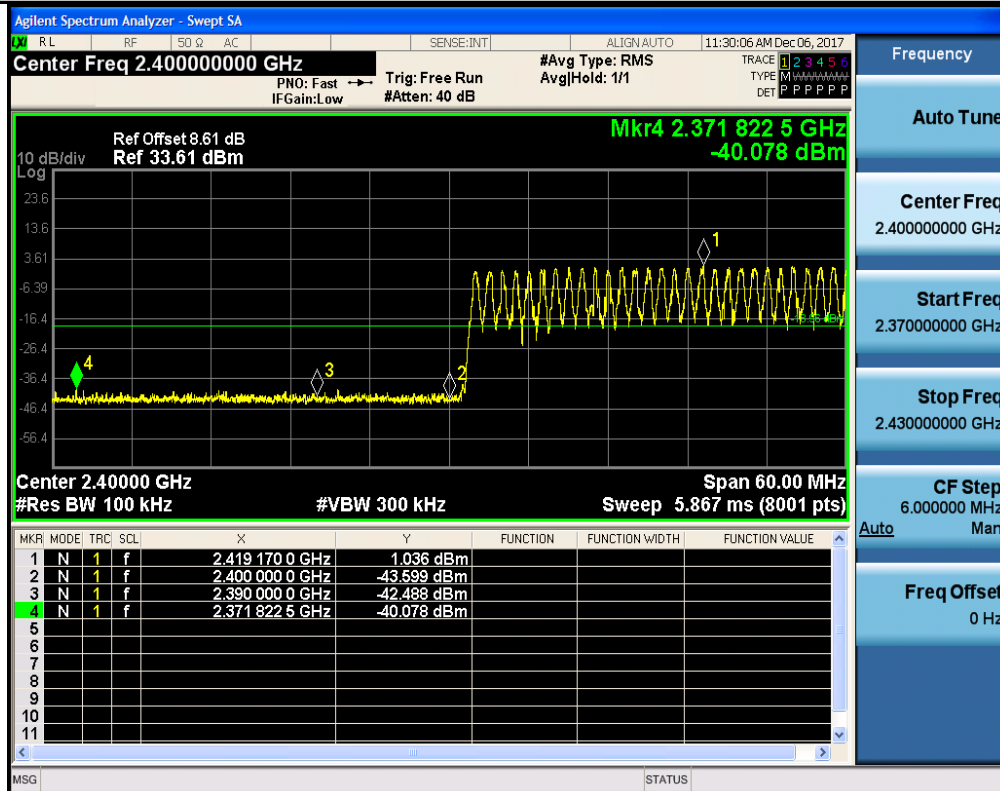 Agilent Spectrum Analyzer - Swept SA
LXI RL RF 50 Ω AC SENSE:INT ALIGN AUTO 11:30:06 AM Dec 06, 2017
Center Freq 2.400000000 GHz
PNO: Fast
IFGain:Low
Trig: Free Run
#Atten: 40 dB
#Avg Type: RMS
Avg|Hold: 1/1
TRACE 1 2 3 4 5 6
TYPE M
DET P P P P P P
Mkr4 2.371 822 5 GHz
-40.078 dBm
Ref Offset 8.61 dB
10 dB/div Ref 33.61 dBm
Log
23.6
13.6
3.61
-6.39
-16.4
-26.4
-36.4
-46.4
-56.4
1
2
3
4
Center 2.40000 GHz Span 60.00 MHz
#Res BW 100 kHz #VBW 300 kHz Sweep 5.867 ms (8001 pts)
MKR MODE TRC SCL X Y FUNCTION FUNCTION WIDTH FUNCTION VALUE
1 N 1 f 2.419 170 0 GHz 1.036 dBm
2 N 1 f 2.400 000 0 GHz -43.599 dBm
3 N 1 f 2.390 000 0 GHz -42.488 dBm
4 N 1 f 2.371 822 5 GHz -40.078 dBm
5
6
7
8
9
10
11
MSG STATUS
Frequency
Auto Tune
Center Freq
2.400000000 GHz
Start Freq
2.370000000 GHz
Stop Freq
2.430000000 GHz
CF Step
6.000000 MHz
Auto Man
Freq Offset
0 Hz